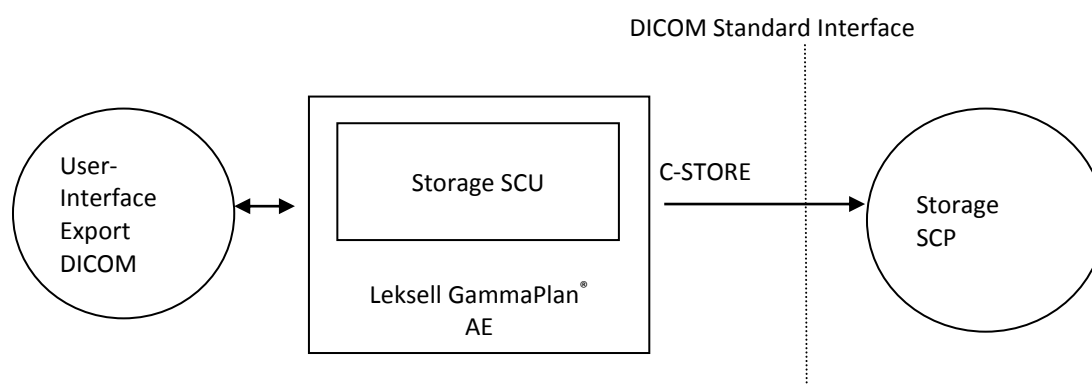 DICOM Standard Interface
User-
Interface
Export
DICOM
Storage SCU
Leksell GammaPlan®
AE
C-STORE
Storage
SCP